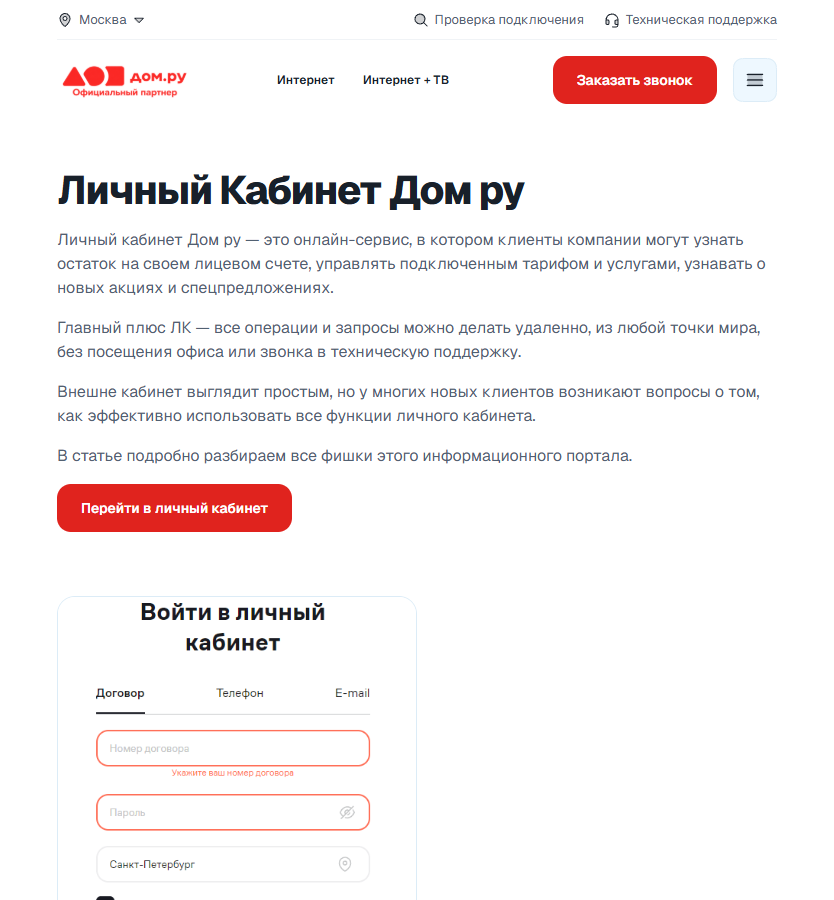 Москва
Проверка подключения
Техническая поддержка
дом.ру
Официальный партнер
Интернет
Интернет + ТВ
Заказать звонок
Личный Кабинет Дом ру
Личный кабинет Дом ру — это онлайн-сервис, в котором клиенты компании могут узнать
остаток на своем лицевом счете, управлять подключенным тарифом и услугами, узнавать о
новых акциях и спецпредложениях.
Главный плюс ЛК — все операции и запросы можно делать удаленно, из любой точки мира,
без посещения офиса или звонка в техническую поддержку.
Внешне кабинет выглядит простым, но у многих новых клиентов возникают вопросы о том,
как эффективно использовать все функции личного кабинета.
В статье подробно разбираем все фишки этого информационного портала.
Перейти в личный кабинет
Войти в личный
кабинет
Договор
Телефон
E-mail
Номер договора
Укажите ваш номер договора
Пароль
Санкт-Петербург